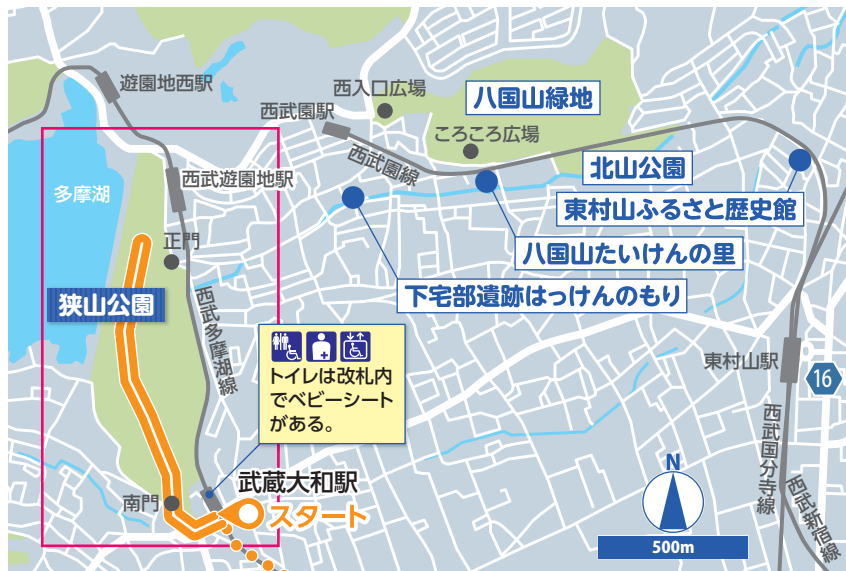 遊園地西駅
西入口広場
八国山緑地
西武園駅
ころころ広場
西武園線
北山公園
西武遊園地駅
多摩湖
東村山ふるさと歴史館
正門
八国山たいけんの里
狭山公園
下宅部遺跡はっけんのもり
西武多摩湖線
トイレは改札内
でベビーシート
がある。
東村山駅
16
武蔵大和駅
南門
スタート
N
500m
西武国分寺線
西武新宿線